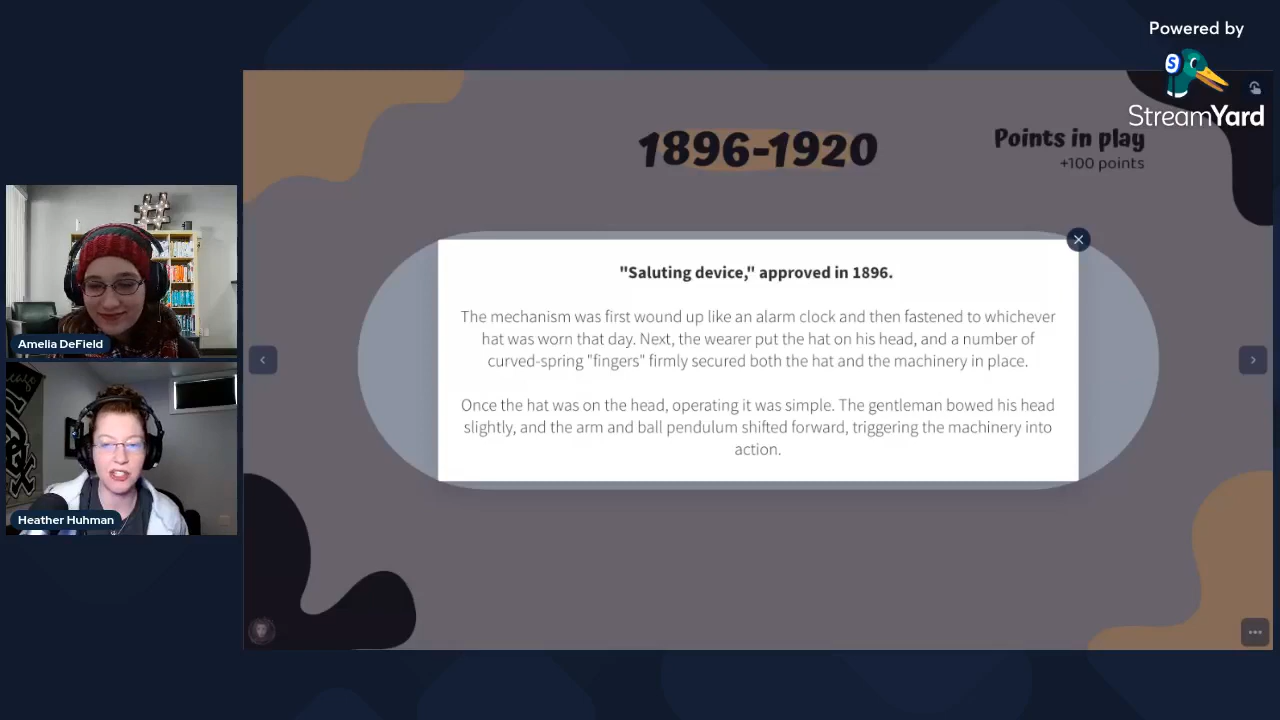 Powered by
StreamYard
1896-1920
Points in play
+100 points
"Saluting device," approved in 1896.
The mechanism was first wound up like an alarm clock and then fastened to whichever
hat was worn that day. Next, the wearer put the hat on his head, and a number of
curved-spring "fingers" firmly secured both the hat and the machinery in place.
Once the hat was on the head, operating it was simple. The gentleman bowed his head
slightly, and the arm and ball pendulum shifted forward, triggering the machinery into
action.
Amelia DeField
Heather Huhman